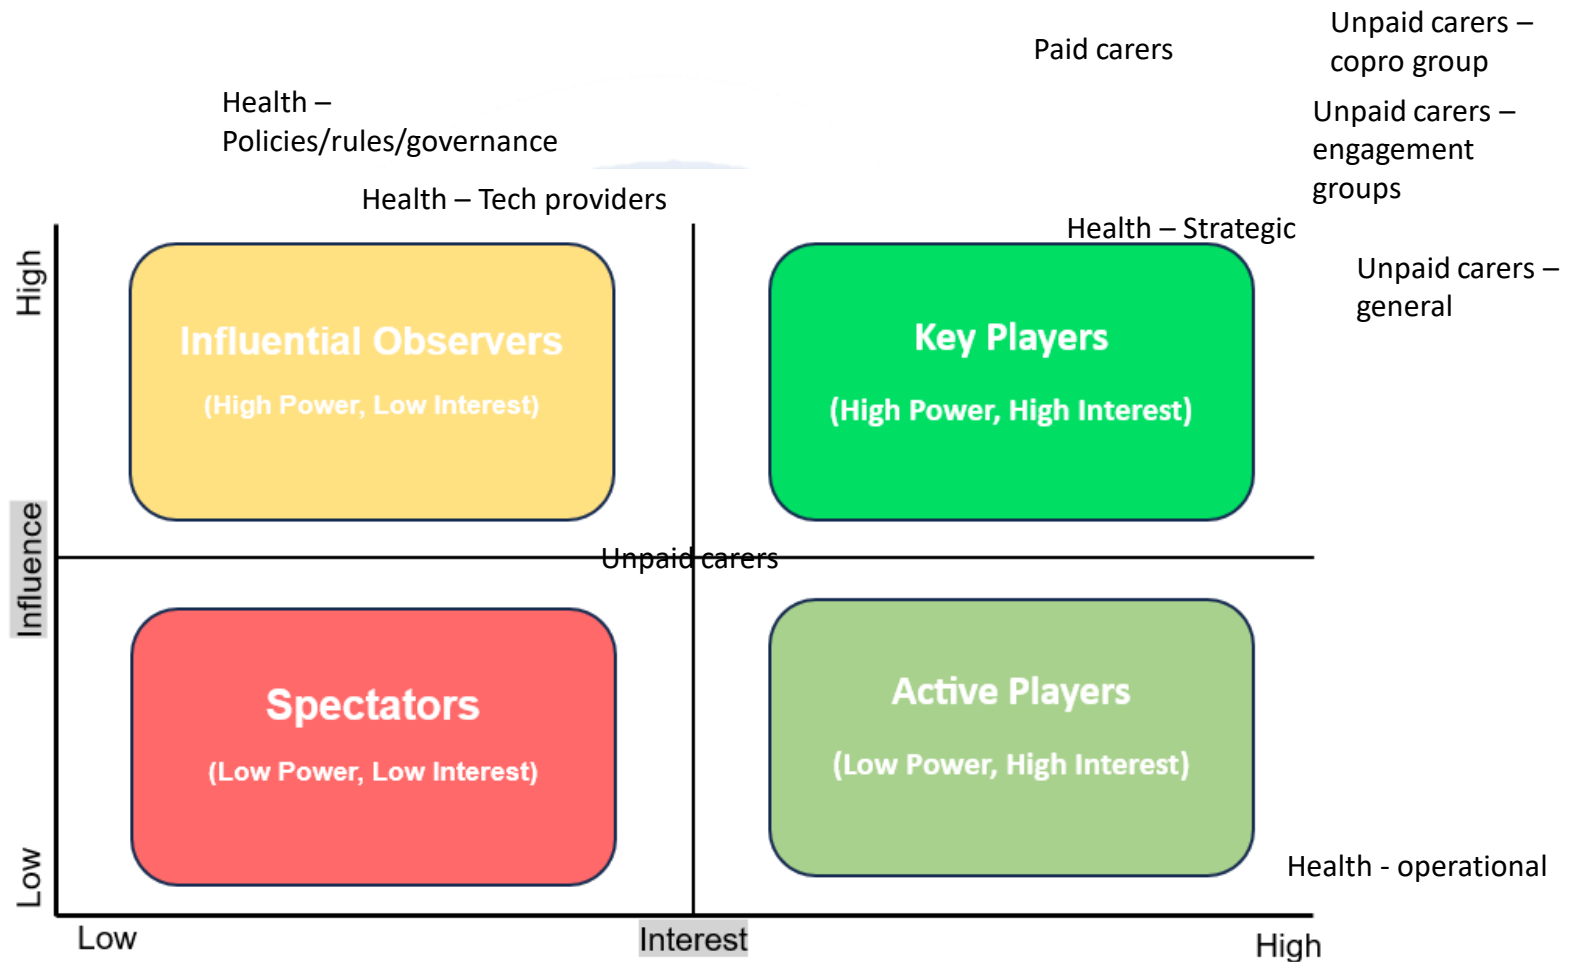 Unpaid carers –
copro group
Paid carers
Health –
Policies/rules/governance
Unpaid carers –
engagement
groups
Health – Tech providers
Health – Strategic
Unpaid carers –
general
High
Influential Observers
(High Power, Low Interest)
Key Players
(High Power, High Interest)
Influence
Unpaid carers
Spectators
(Low Power, Low Interest)
Active Players
(Low Power, High Interest)
Low
Health - operational
Low
Interest
High